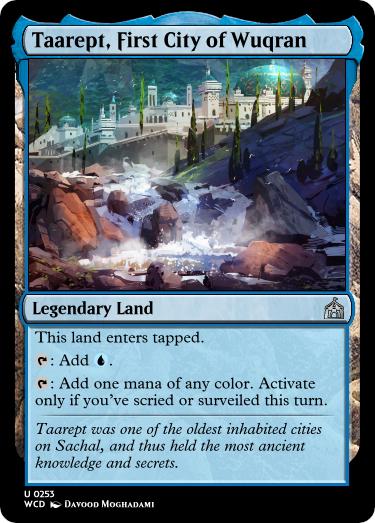 Taarept, First City of Wuqran
Legendary Land
This land enters tapped.
: Add .
: Add one mana of any color. Activate
only if you've scried or surveiled this turn.
Taarept was one of the oldest inhabited cities
on Sachal, and thus held the most ancient
knowledge and secrets.
U 0253
WCD Davood Moghadami